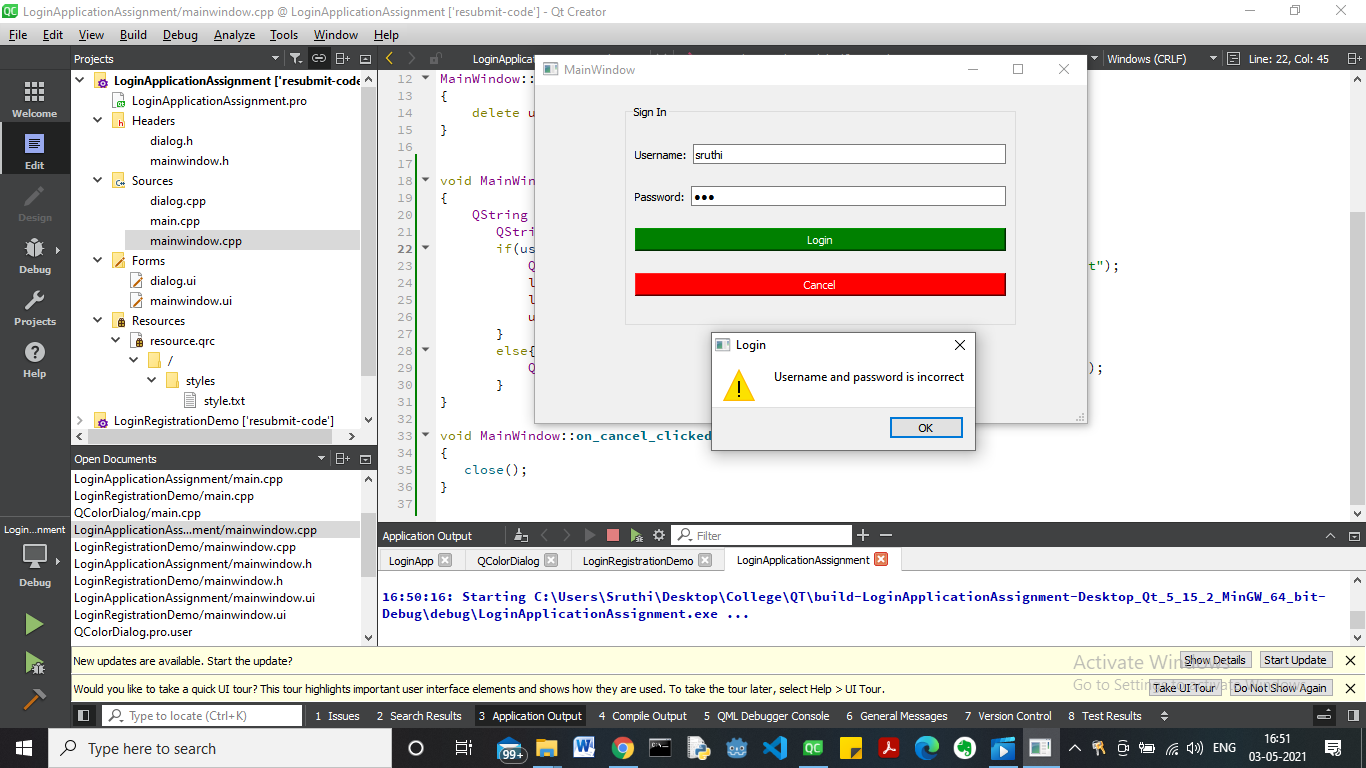 LoginApplicationAssignment/mainwindow.cpp @ LoginApplicationAssignment ['resubmit-code'] - Qt Creator
File Edit View Build Debug Analyze Tools Window Help
Projects
Welcome
Edit
Design
Debug
Projects
Help
Login...nment
Debug
LoginApplicationAssignment ['resubmit-code
LoginApplicationAssignment.pro
Headers
dialog.h
mainwindow.h
Sources
dialog.cpp
main.cpp
mainwindow.cpp
Forms
dialog.ui
mainwindow.ui
Resources
resource.qrc
/
styles
style.txt
LoginRegistrationDemo ['resubmit-code']
Open Documents
LoginApplicationAssignment/main.cpp
LoginRegistrationDemo/main.cpp
QColorDialog/main.cpp
LoginApplicationAss...ment/mainwindow.cpp
LoginRegistrationDemo/mainwindow.cpp
LoginApplicationAssignment/mainwindow.h
LoginRegistrationDemo/mainwindow.h
LoginApplicationAssignment/mainwindow.ui
LoginRegistrationDemo/mainwindow.ui
QColorDialog.pro.user
LoginApplica
Windows (CRLF)
Line: 22, Col: 45
12 MainWindow::
13 {
14 delete u
15 }
16
17
18 void MainWin
19 {
20 QString
21 QStri
22 if(us
23 Q t");
24 l
25 l
26 u
27 }
28 else{
29 Q );
30 }
31 }
32
33 void MainWindow::on_cancel_clicked
34 {
35 close();
36 }
37
MainWindow
Sign In
Username: sruthi
Password: ●●●
Login
Cancel
Login
Username and password is incorrect
OK
Application Output
Filter
LoginApp QColorDialog LoginRegistrationDemo LoginApplicationAssignment
16:50:16: Starting C:\Users\Sruthi\Desktop\College\QT\build-LoginApplicationAssignment-Desktop_Qt_5_15_2_MinGW_64_bit-
Debug\debug\LoginApplicationAssignment.exe ...
New updates are available. Start the update?
Show Details
Start Update
Activate Windows
Would you like to take a quick UI tour? This tour highlights important user interface elements and shows how they are used. To take the tour later, select Help > UI Tour.
Take UI Tour
Do Not Show Again
Type to locate (Ctrl+K)
1 Issues 2 Search Results 3 Application Output 4 Compile Output 5 QML Debugger Console 6 General Messages 7 Version Control 8 Test Results
Type here to search
99+
ENG
16:51
03-05-2021